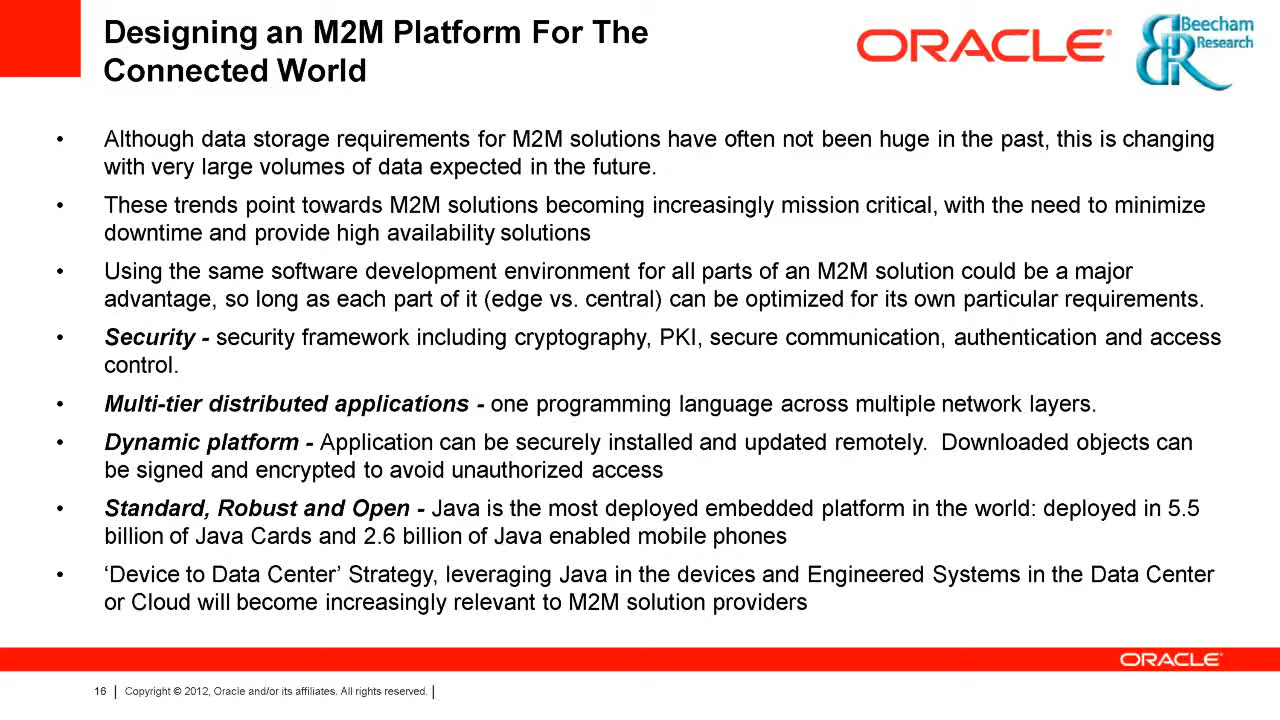 Designing an M2M Platform For The
Connected World
ORACLE®
Beecham
Research
BR
• Although data storage requirements for M2M solutions have often not been huge in the past, this is changing
with very large volumes of data expected in the future.
• These trends point towards M2M solutions becoming increasingly mission critical, with the need to minimize
downtime and provide high availability solutions
• Using the same software development environment for all parts of an M2M solution could be a major
advantage, so long as each part of it (edge vs. central) can be optimized for its own particular requirements.
• Security - security framework including cryptography, PKI, secure communication, authentication and access
control.
• Multi-tier distributed applications - one programming language across multiple network layers.
• Dynamic platform - Application can be securely installed and updated remotely.  Downloaded objects can
be signed and encrypted to avoid unauthorized access
• Standard, Robust and Open - Java is the most deployed embedded platform in the world: deployed in 5.5
billion of Java Cards and 2.6 billion of Java enabled mobile phones
• ‘Device to Data Center’ Strategy, leveraging Java in the devices and Engineered Systems in the Data Center
or Cloud will become increasingly relevant to M2M solution providers
ORACLE®
16 | Copyright © 2012, Oracle and/or its affiliates. All rights reserved. |